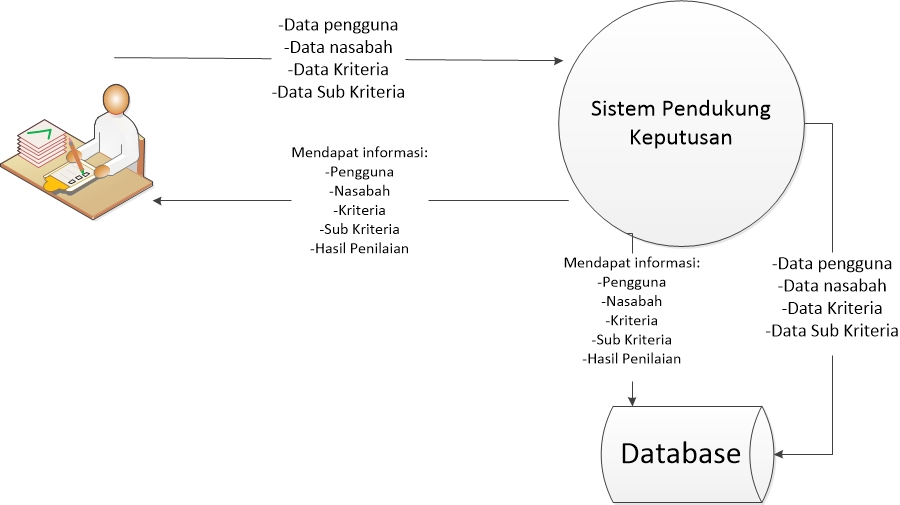 -Data pengguna
-Data nasabah
-Data Kriteria
-Data Sub Kriteria
Sistem Pendukung
Keputusan
Mendapat informasi:
-Pengguna
-Nasabah
-Kriteria
-Sub Kriteria
-Hasil Penilaian
Mendapat informasi:
-Pengguna
-Nasabah
-Kriteria
-Sub Kriteria
-Hasil Penilaian
-Data pengguna
-Data nasabah
-Data Kriteria
-Data Sub Kriteria
Database